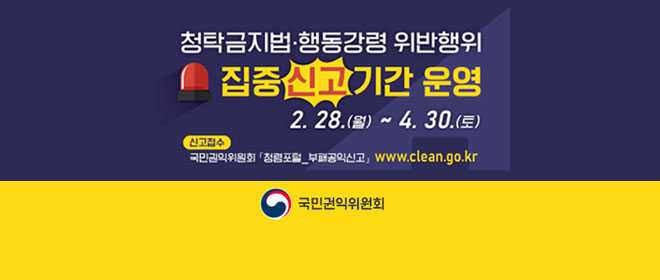 청탁금지법·행동강령 위반행위
집중신고기간 운영
2. 28.(월) ~ 4. 30.(토)
신고접수
국민권익위원회 「청렴포털_부패공익신고」 www.clean.go.kr
국민권익위원회